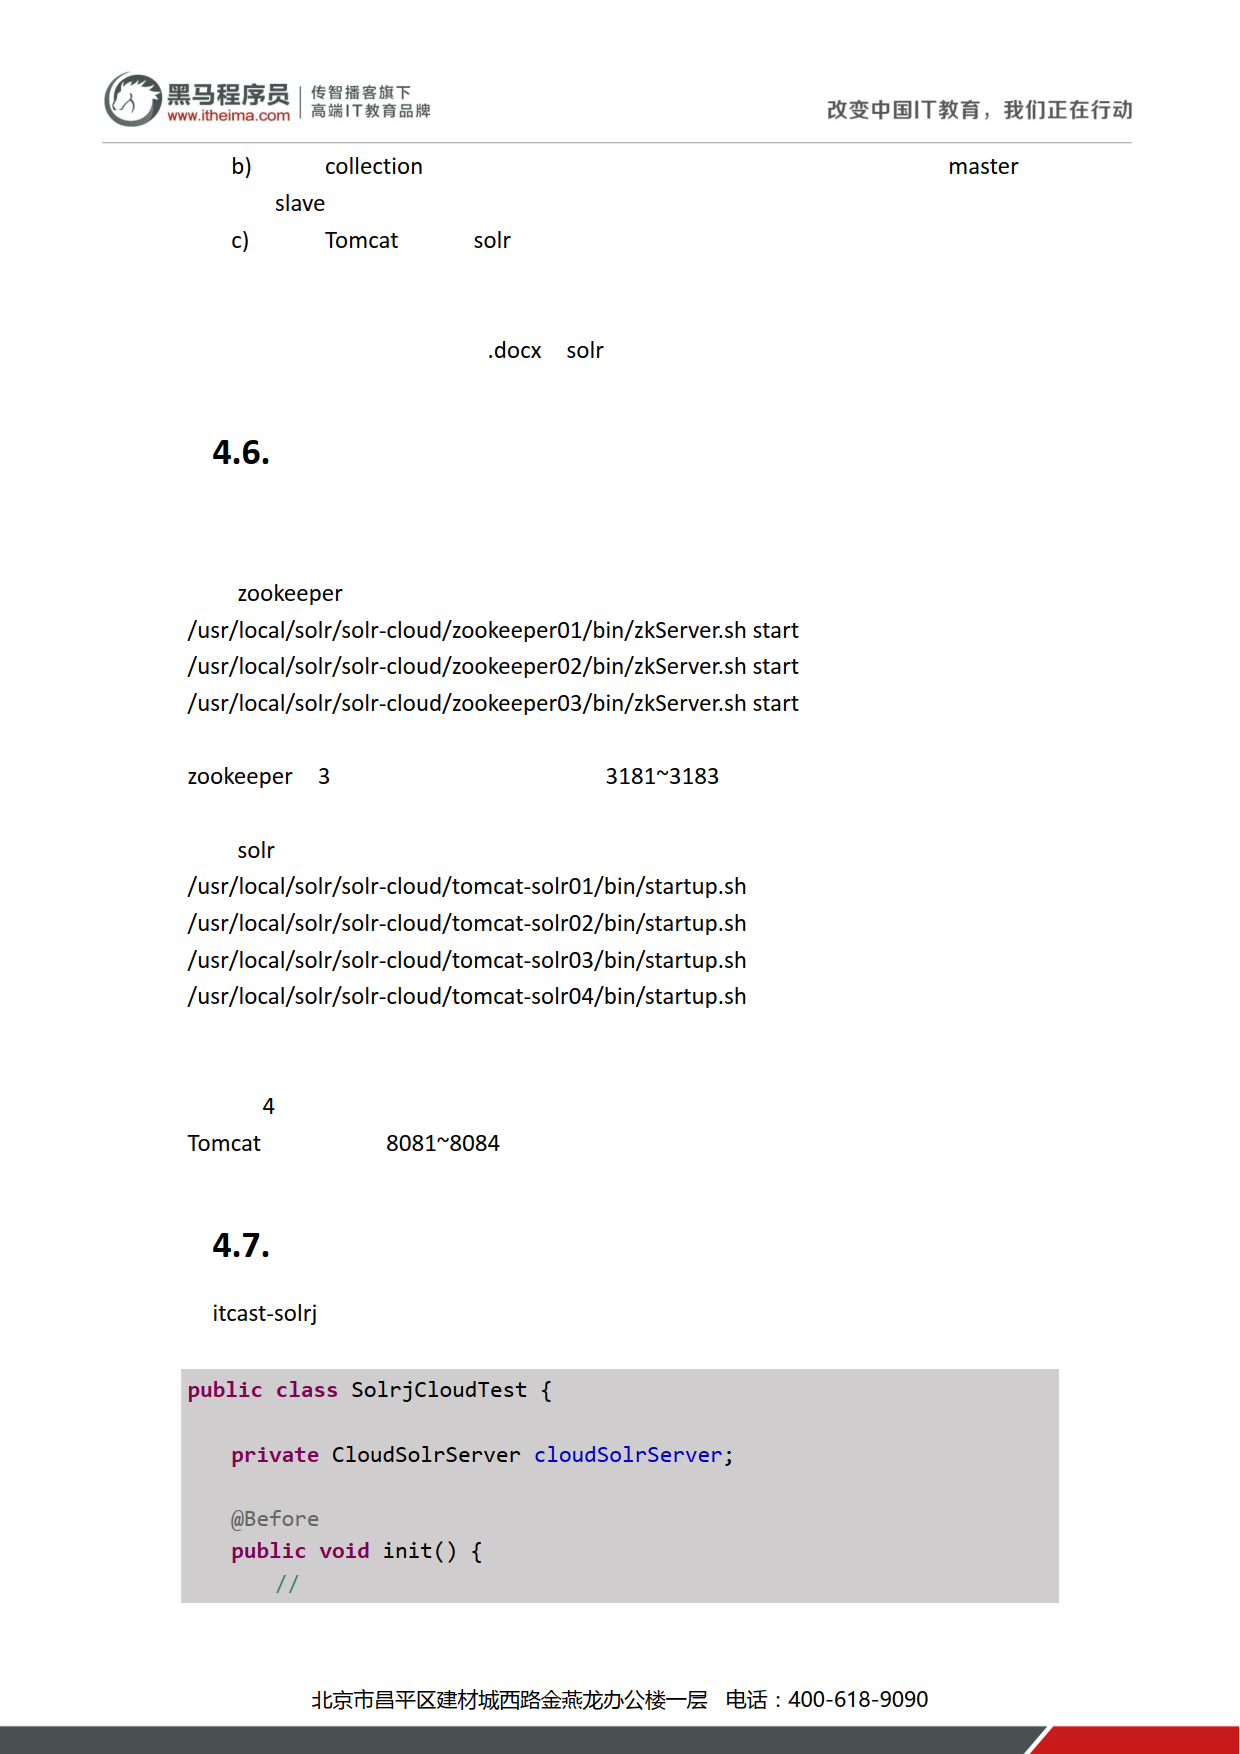 黑马程序员
www.itheima.com
传智播客旗下
高端IT教育品牌
改变中国IT教育，我们正在行动
b) collection master
slave
c) Tomcat solr
.docx solr
4.6.
zookeeper
/usr/local/solr/solr-cloud/zookeeper01/bin/zkServer.sh start
/usr/local/solr/solr-cloud/zookeeper02/bin/zkServer.sh start
/usr/local/solr/solr-cloud/zookeeper03/bin/zkServer.sh start
zookeeper 3 3181~3183
solr
/usr/local/solr/solr-cloud/tomcat-solr01/bin/startup.sh
/usr/local/solr/solr-cloud/tomcat-solr02/bin/startup.sh
/usr/local/solr/solr-cloud/tomcat-solr03/bin/startup.sh
/usr/local/solr/solr-cloud/tomcat-solr04/bin/startup.sh
4
Tomcat 8081~8084
4.7.
itcast-solrj
public class SolrjCloudTest {
private CloudSolrServer cloudSolrServer;
@Before
public void init() {
//
北京市昌平区建材城西路金燕龙办公楼一层 电话：400-618-9090